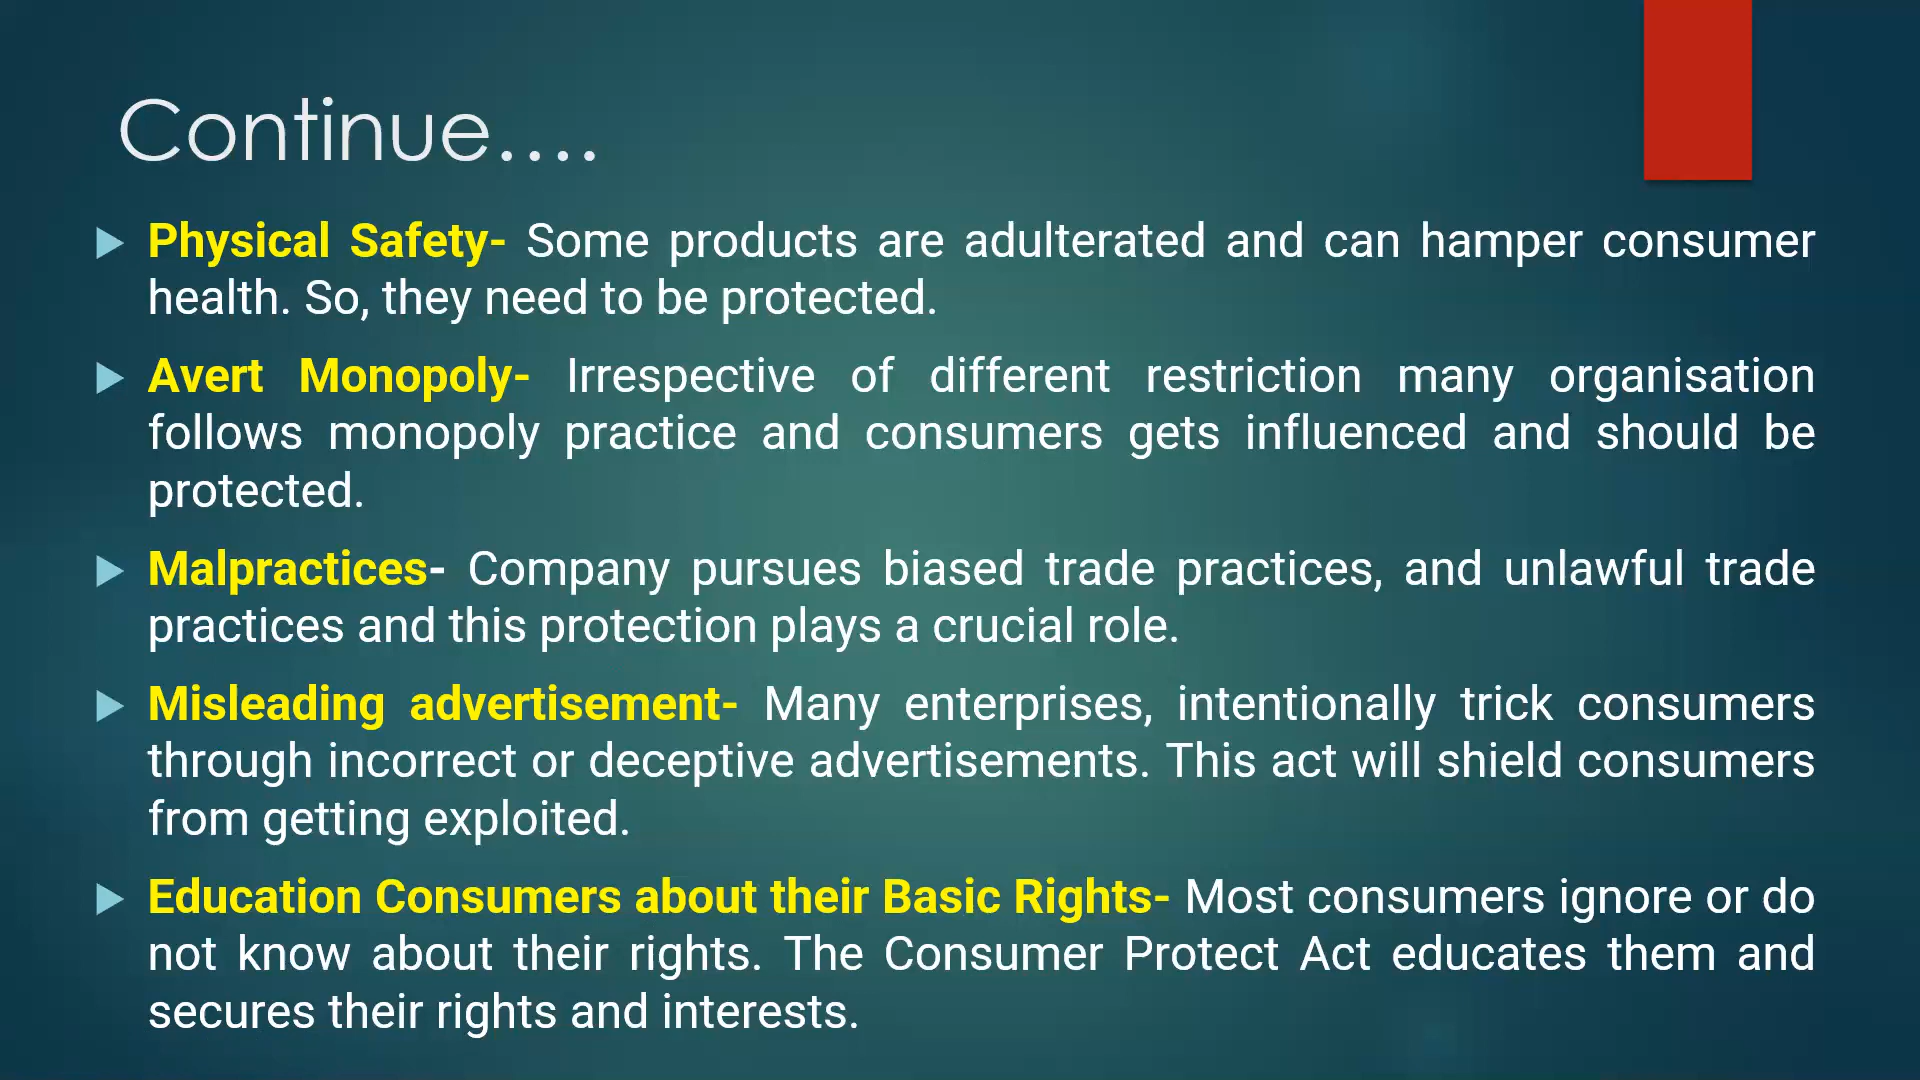 Continue....
Physical Safety- Some products are adulterated and can hamper consumer
health. So, they need to be protected.
Avert Monopoly- Irrespective of different restriction many organisation
follows monopoly practice and consumers gets influenced and should be
protected.
Malpractices- Company pursues biased trade practices, and unlawful trade
practices and this protection plays a crucial role.
Misleading advertisement- Many enterprises, intentionally trick consumers
through incorrect or deceptive advertisements. This act will shield consumers
from getting exploited.
Education Consumers about their Basic Rights- Most consumers ignore or do
not know about their rights. The Consumer Protect Act educates them and
secures their rights and interests.